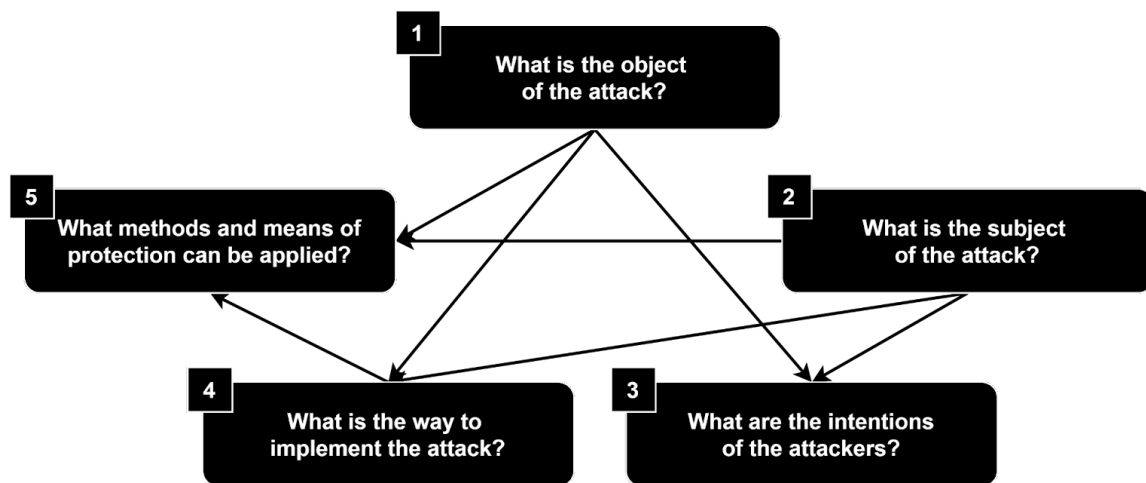 1
What is the object
of the attack?
5
What methods and means of
protection can be applied?
2
What is the subject
of the attack?
4
What is the way to
implement the attack?
3
What are the intentions
of the attackers?